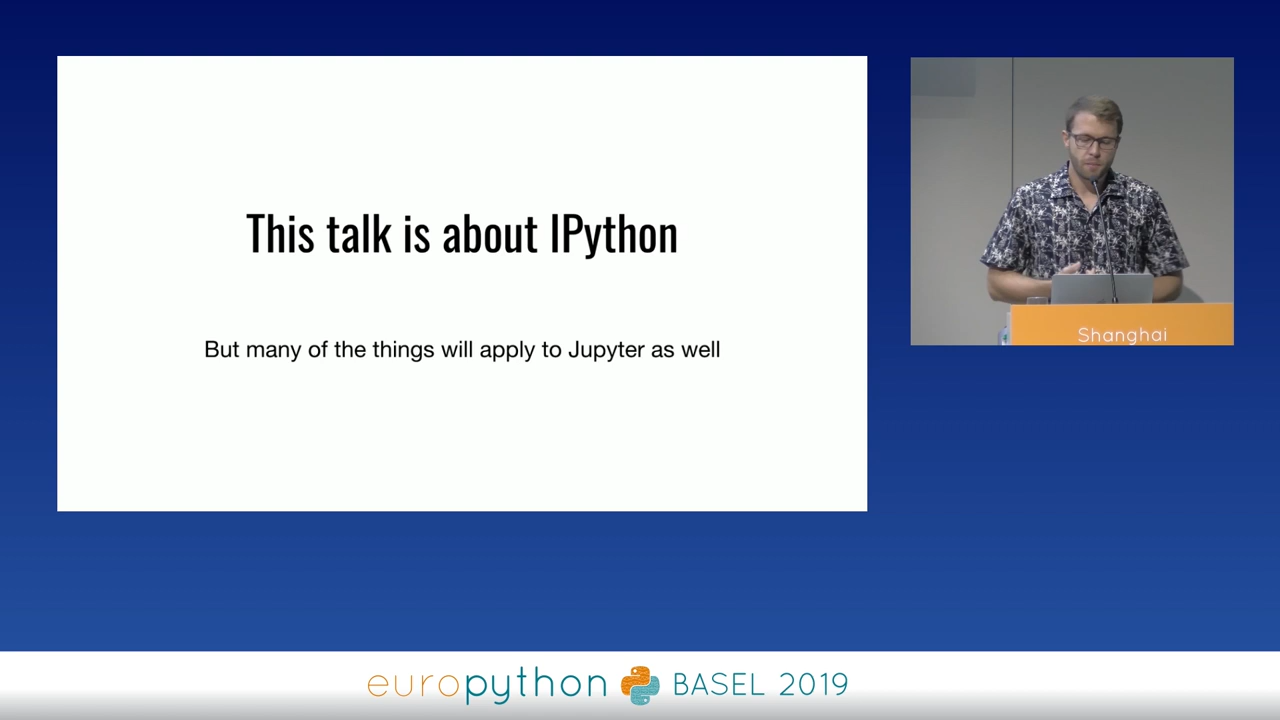 This talk is about IPython
But many of the things will apply to Jupyter as well
Shanghai
europython BASEL 2019